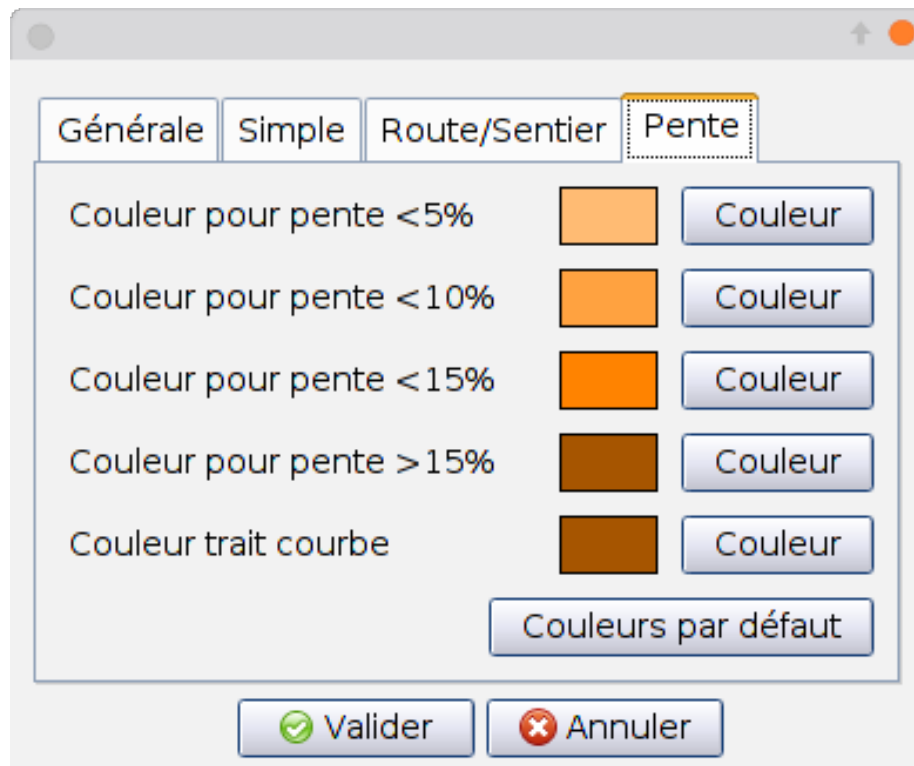 Générale Simple Route/Sentier Pente
Couleur pour pente <5% Couleur
Couleur pour pente <10% Couleur
Couleur pour pente <15% Couleur
Couleur pour pente >15% Couleur
Couleur trait courbe Couleur
Couleurs par défaut
Valider Annuler